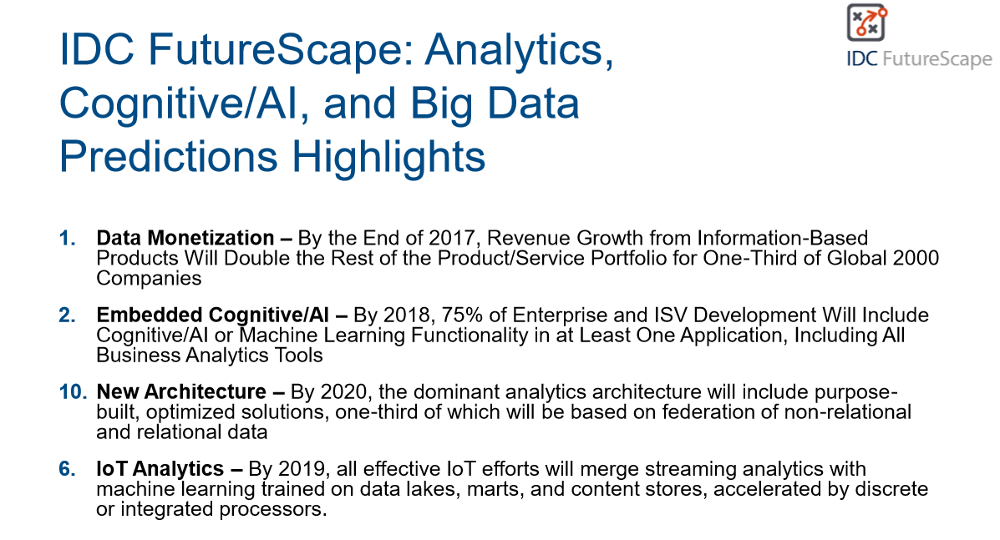 IDC FutureScape: Analytics,
Cognitive/AI, and Big Data
Predictions Highlights
IDC FutureScape
1. Data Monetization – By the End of 2017, Revenue Growth from Information-Based
Products Will Double the Rest of the Product/Service Portfolio for One-Third of Global 2000
Companies
2. Embedded Cognitive/AI – By 2018, 75% of Enterprise and ISV Development Will Include
Cognitive/AI or Machine Learning Functionality in at Least One Application, Including All
Business Analytics Tools
10. New Architecture – By 2020, the dominant analytics architecture will include purpose-
built, optimized solutions, one-third of which will be based on federation of non-relational
and relational data
6. IoT Analytics – By 2019, all effective IoT efforts will merge streaming analytics with
machine learning trained on data lakes, marts, and content stores, accelerated by discrete
or integrated processors.